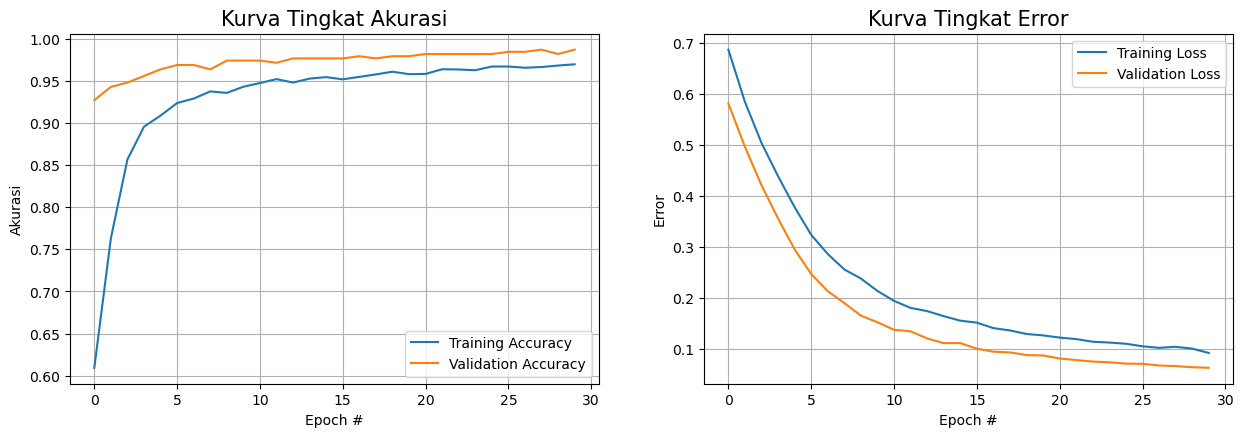 Kurva Tingkat Akurasi
1.00
0.95
0.90
0.85
0.80
0.75
0.70
0.65
0.60
Akurasi
Training Accuracy
Validation Accuracy
0 5 10 15 20 25 30
Epoch #
Kurva Tingkat Error
0.7
0.6
0.5
0.4
0.3
0.2
0.1
Error
Training Loss
Validation Loss
0 5 10 15 20 25 30
Epoch #